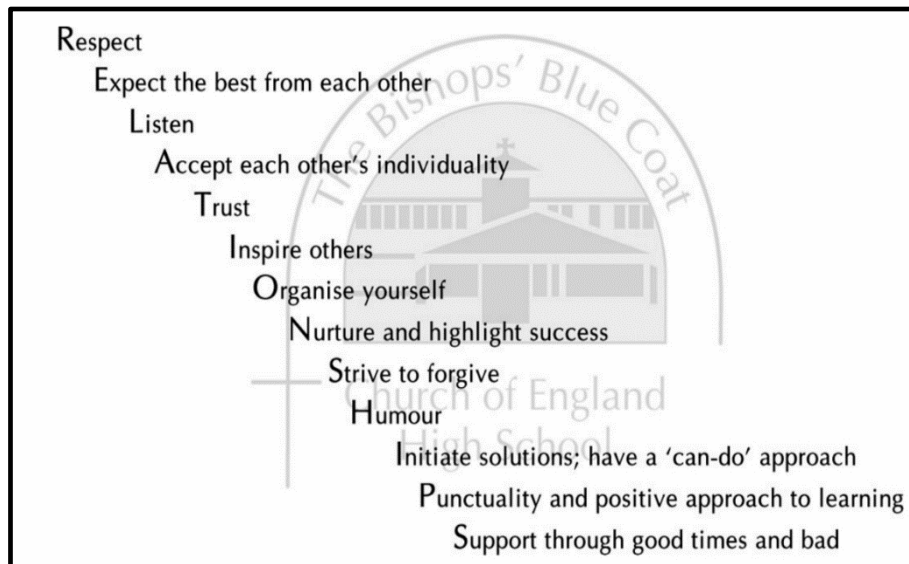 Respect
Expect the best from each other
Listen
Accept each other's individuality
Trust
Inspire others
Organise yourself
Nurture and highlight success
Strive to forgive
Humour
Initiate solutions; have a 'can-do' approach
Punctuality and positive approach to learning
Support through good times and bad
The Bishops' Blue Coat
Church of England
High School